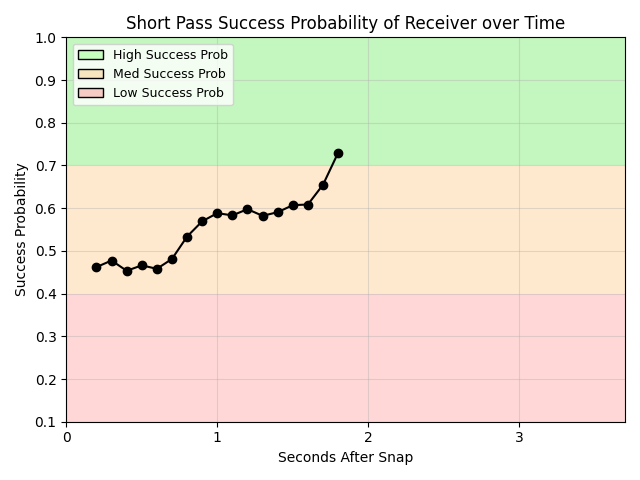 Short Pass Success Probability of Receiver over Time
High Success Prob
Med Success Prob
Low Success Prob
1.0
0.9
0.8
0.7
0.6
0.5
0.4
0.3
0.2
0.1
Success Probability
0 1 2 3
Seconds After Snap